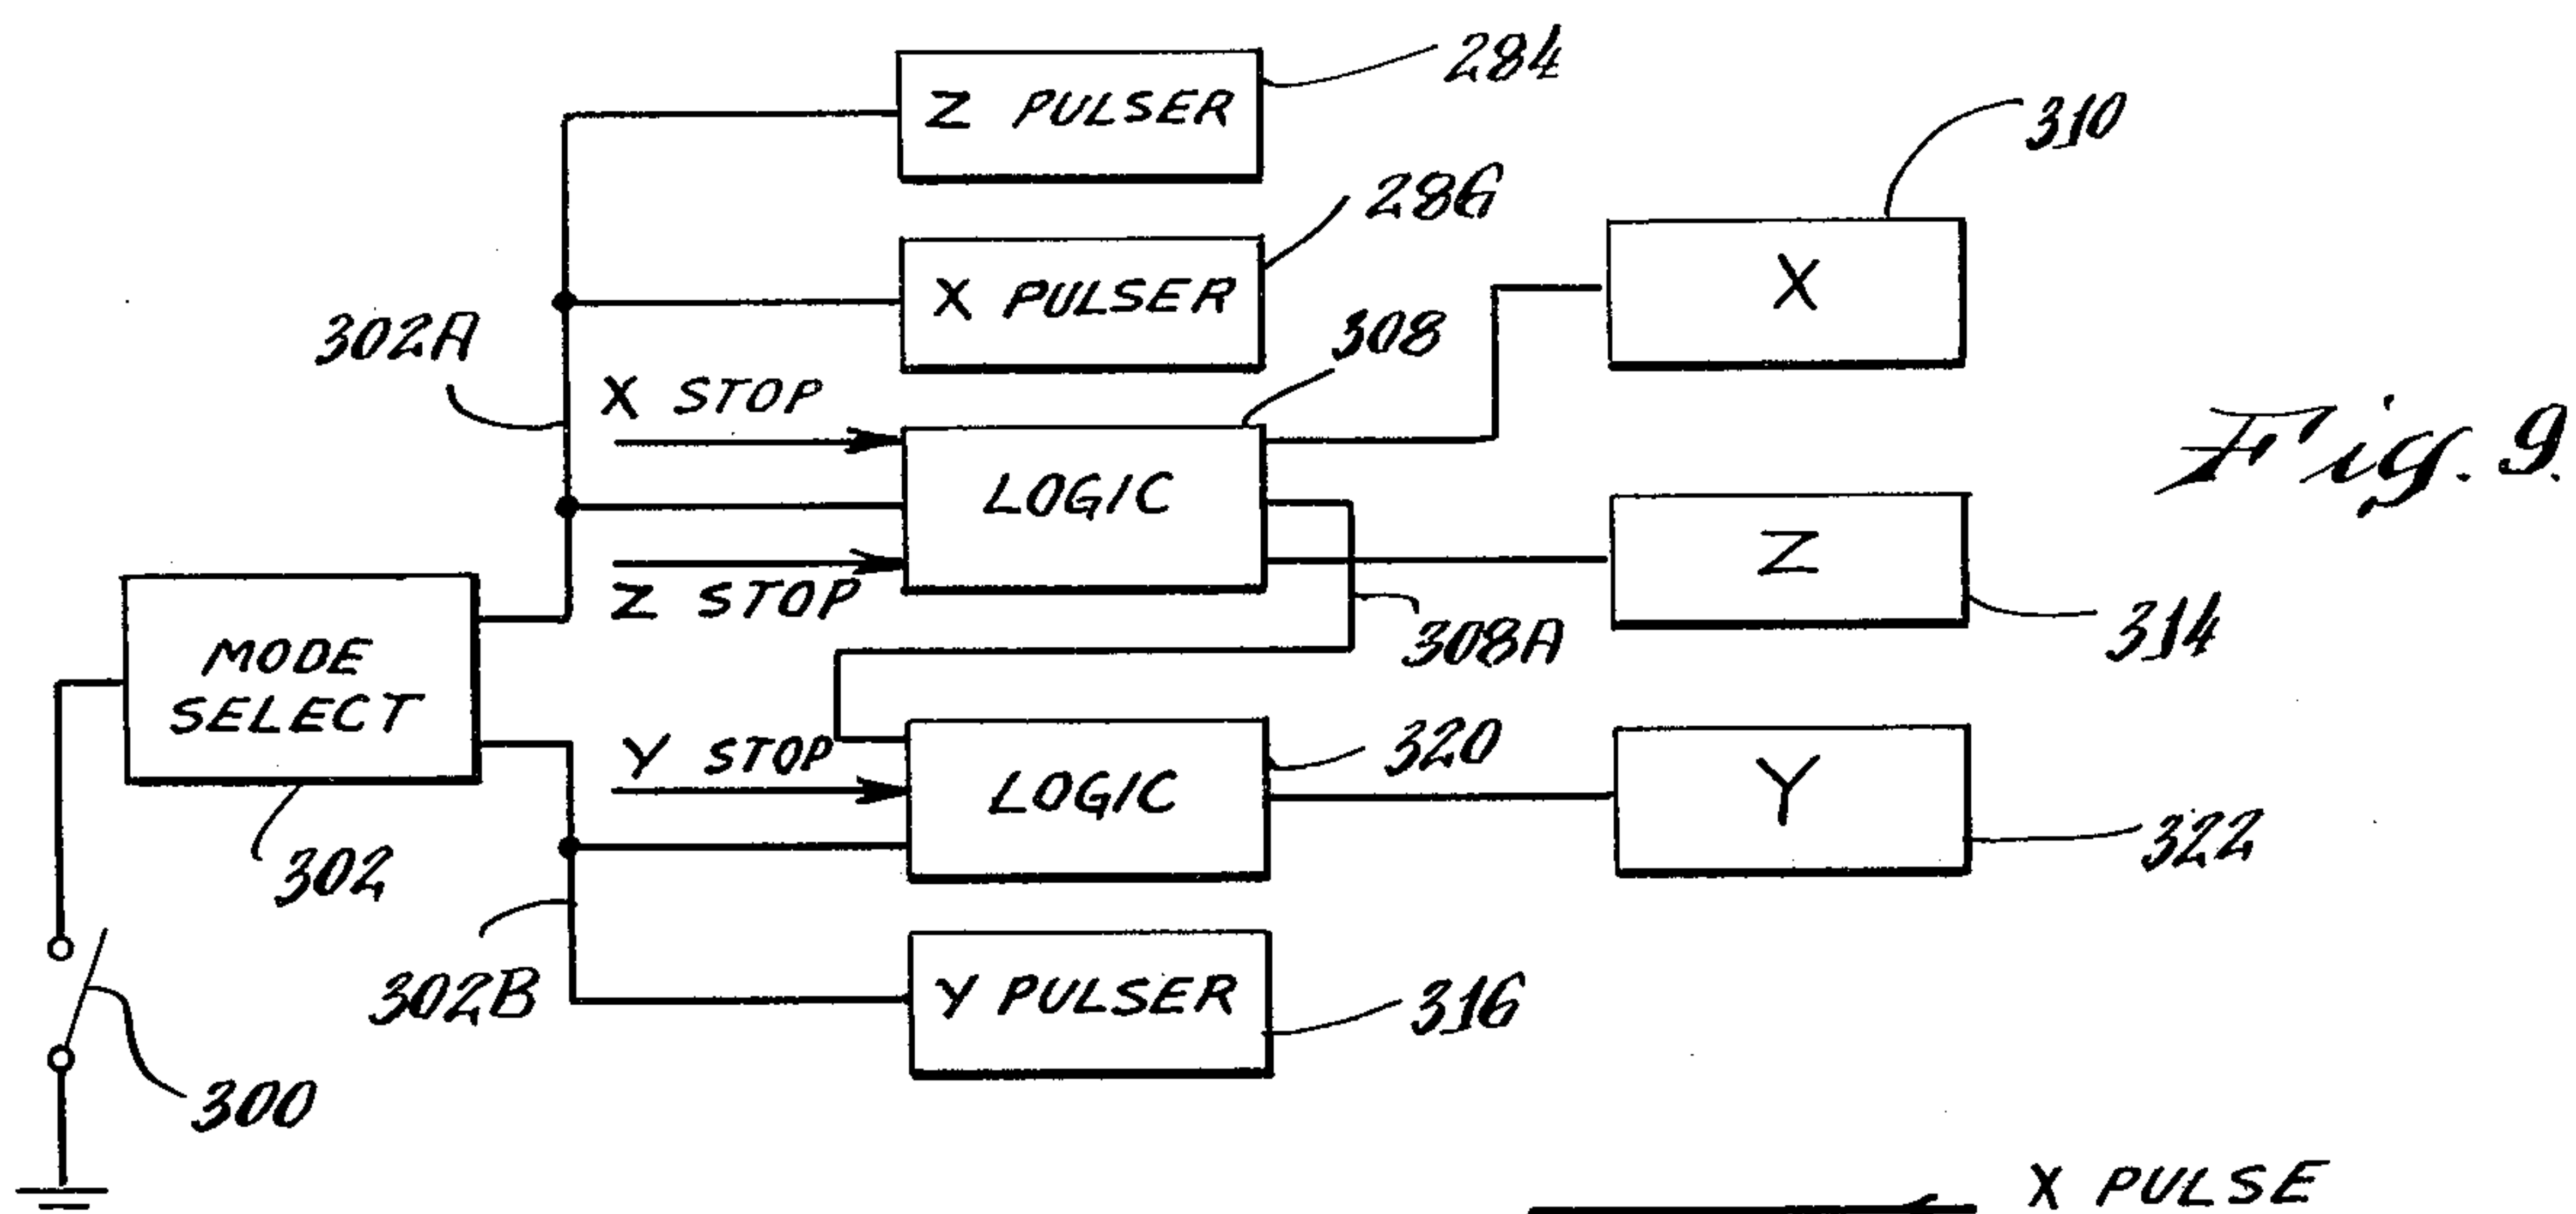 284
Z PULSER
310
286
X PULSER
X
302A
308
X STOP
Fig. 9.
LOGIC
Z
Z STOP
308A
314
MODE
SELECT
Y STOP
320
LOGIC
Y
322
302
302B
Y PULSER
316
300
X PULSE